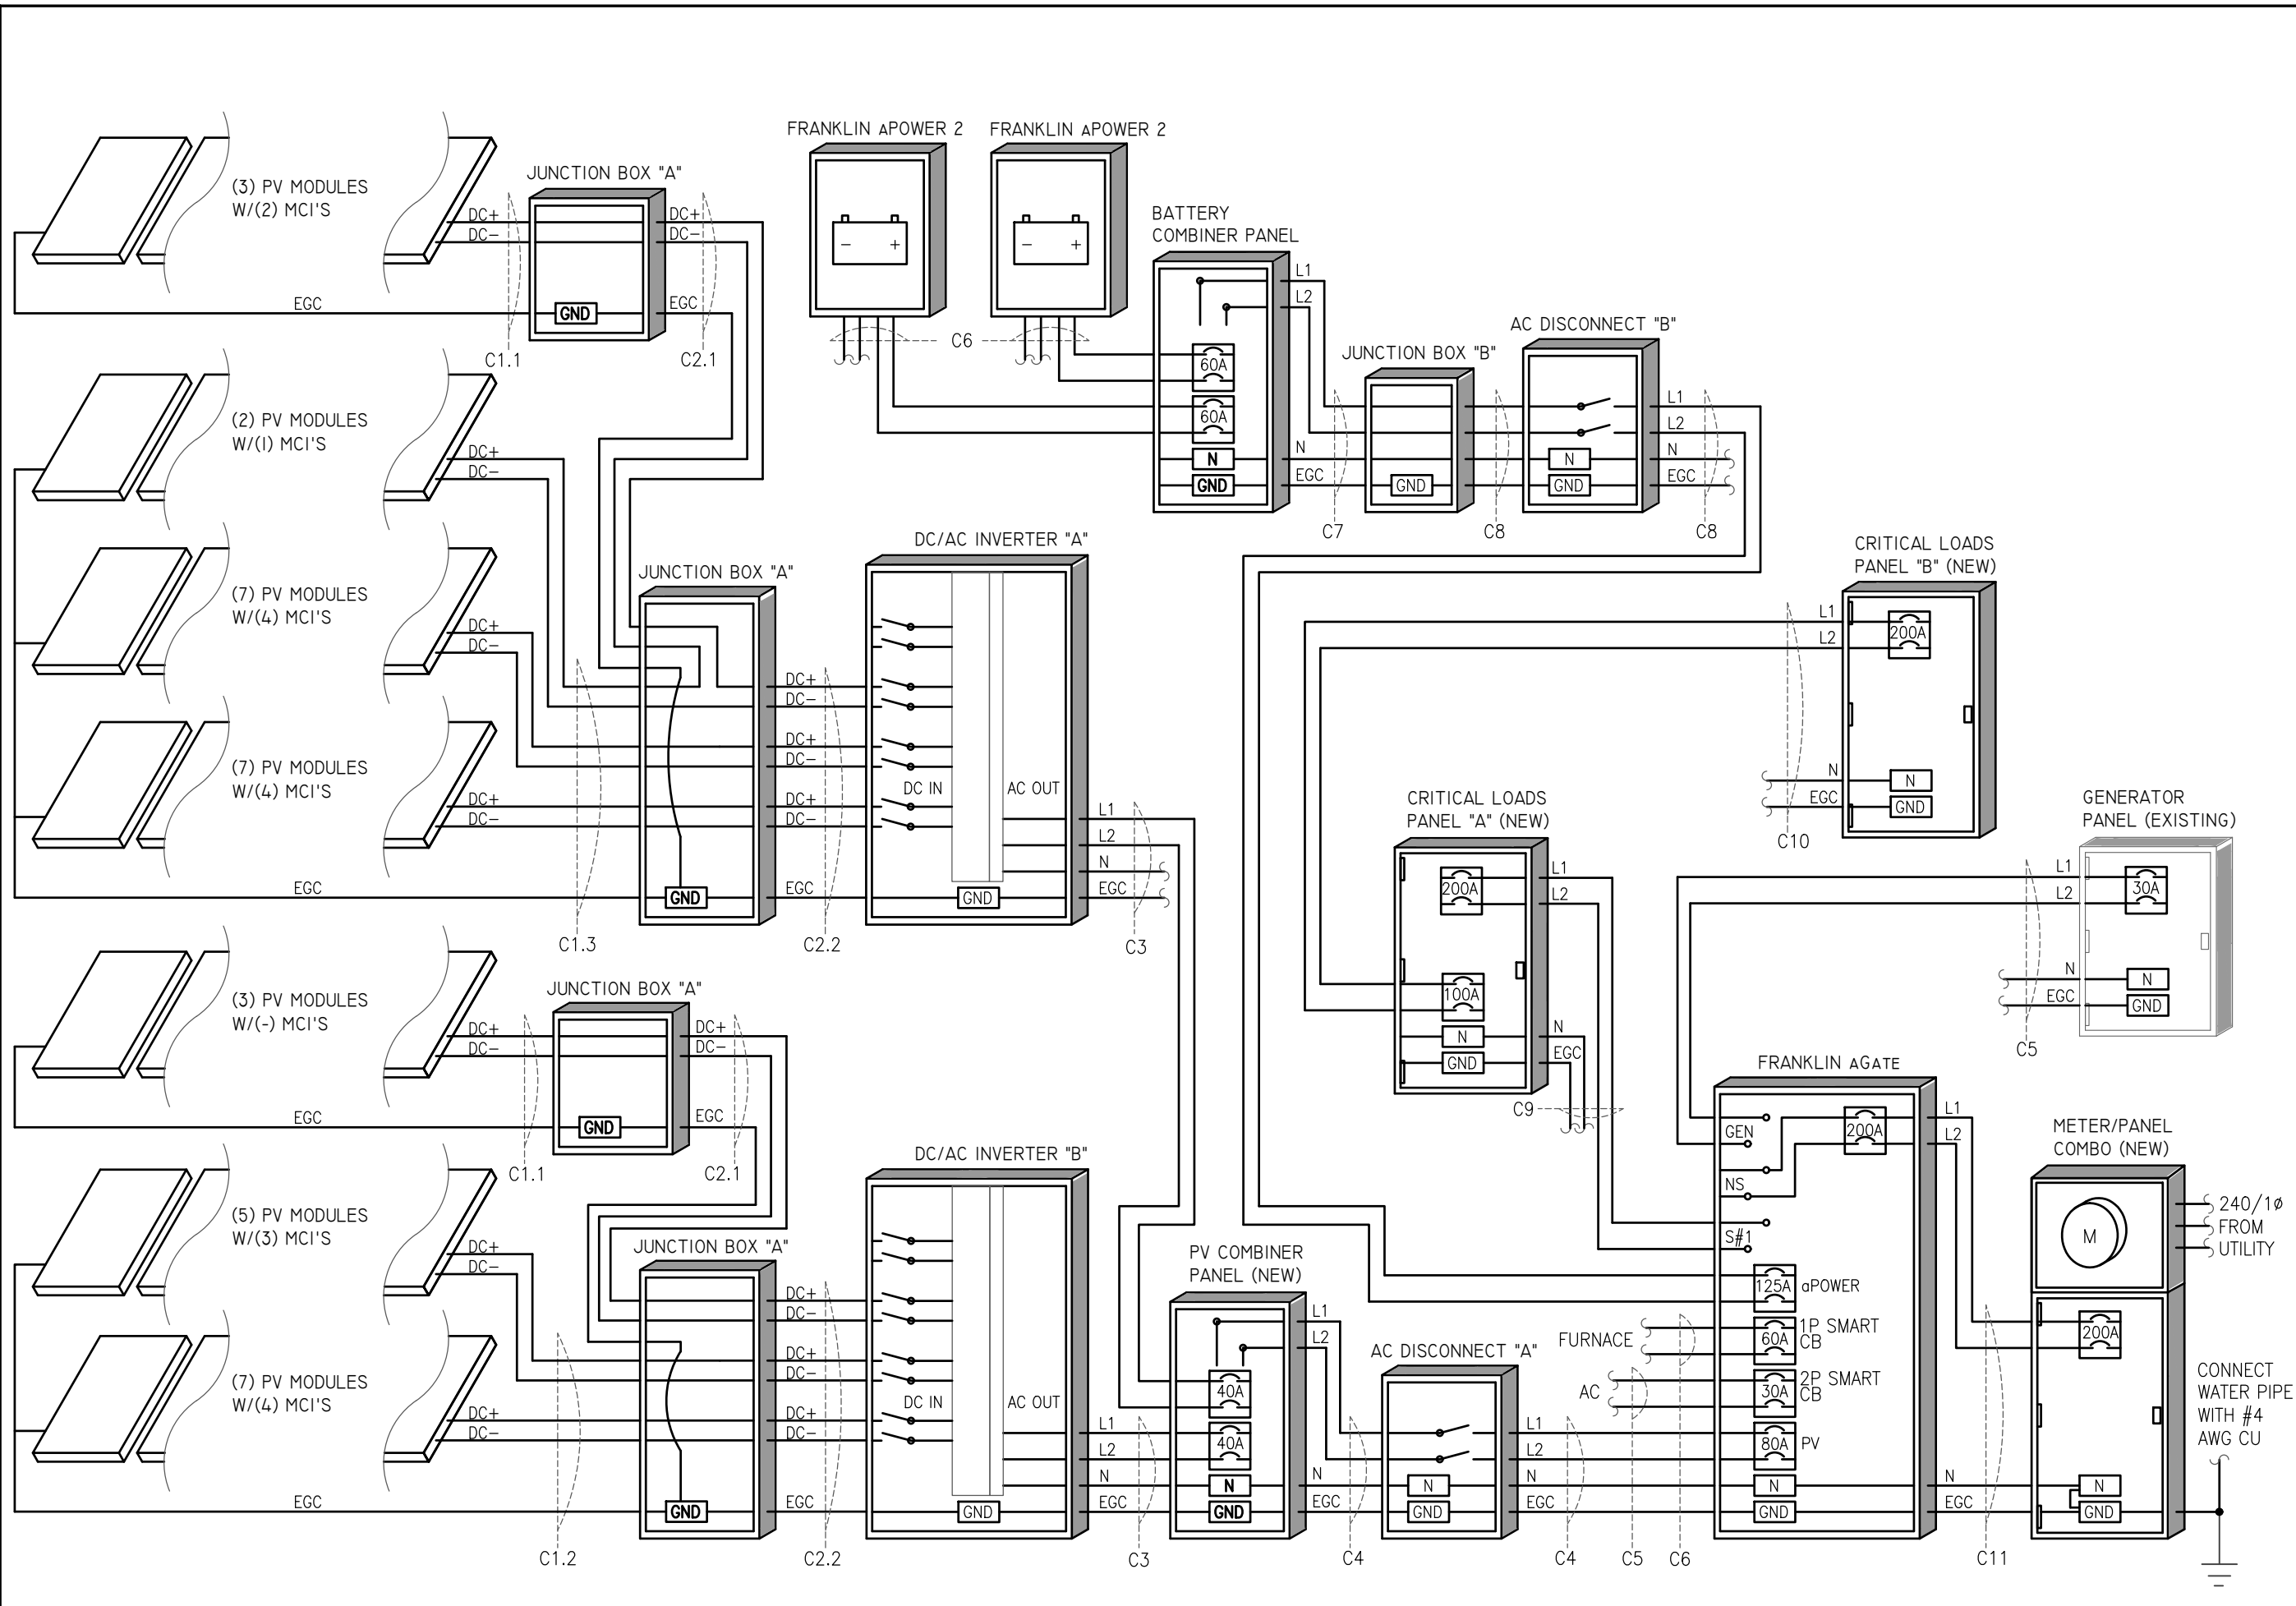 (3) PV MODULES
W/(2) MCI'S
DC+
DC-
EGC
C1.1
JUNCTION BOX "A"
GND
DC+
DC-
EGC
C2.1
(2) PV MODULES
W/(1) MCI'S
DC+
DC-
(7) PV MODULES
W/(4) MCI'S
DC+
DC-
(7) PV MODULES
W/(4) MCI'S
DC+
DC-
EGC
C1.3
JUNCTION BOX "A"
GND
DC+
DC-
DC+
DC-
DC+
DC-
EGC
C2.2
DC/AC INVERTER "A"
DC IN
AC OUT
GND
L1
L2
N
EGC
C3
(3) PV MODULES
W/(-) MCI'S
DC+
DC-
EGC
C1.1
JUNCTION BOX "A"
GND
DC+
DC-
EGC
C2.1
(5) PV MODULES
W/(3) MCI'S
DC+
DC-
(7) PV MODULES
W/(4) MCI'S
DC+
DC-
EGC
C1.2
JUNCTION BOX "A"
GND
DC+
DC-
DC+
DC-
DC+
DC-
EGC
C2.2
DC/AC INVERTER "B"
DC IN
AC OUT
GND
L1
L2
N
EGC
C3
FRANKLIN aPOWER 2
- +
FRANKLIN aPOWER 2
- +
C6
BATTERY
COMBINER PANEL
60A
60A
N
GND
L1
L2
N
EGC
C7
JUNCTION BOX "B"
GND
C8
AC DISCONNECT "B"
N
GND
L1
L2
N
EGC
C8
CRITICAL LOADS
PANEL "B" (NEW)
L1
L2
200A
N
N
EGC
GND
C10
CRITICAL LOADS
PANEL "A" (NEW)
200A
L1
L2
100A
N
N
GND
EGC
C9
GENERATOR
PANEL (EXISTING)
L1
L2
30A
N
N
EGC
GND
C5
PV COMBINER
PANEL (NEW)
40A
40A
N
GND
L1
L2
N
EGC
C4
AC DISCONNECT "A"
N
GND
L1
L2
N
EGC
C4
FURNACE
AC
C5
C6
FRANKLIN aGATE
GEN
NS
S#1
200A
L1
L2
125A aPOWER
60A 1P SMART
CB
30A 2P SMART
CB
80A PV
N
GND
N
EGC
C11
METER/PANEL
COMBO (NEW)
M
200A
N
GND
240/1ø
FROM
UTILITY
CONNECT
WATER PIPE
WITH #4
AWG CU